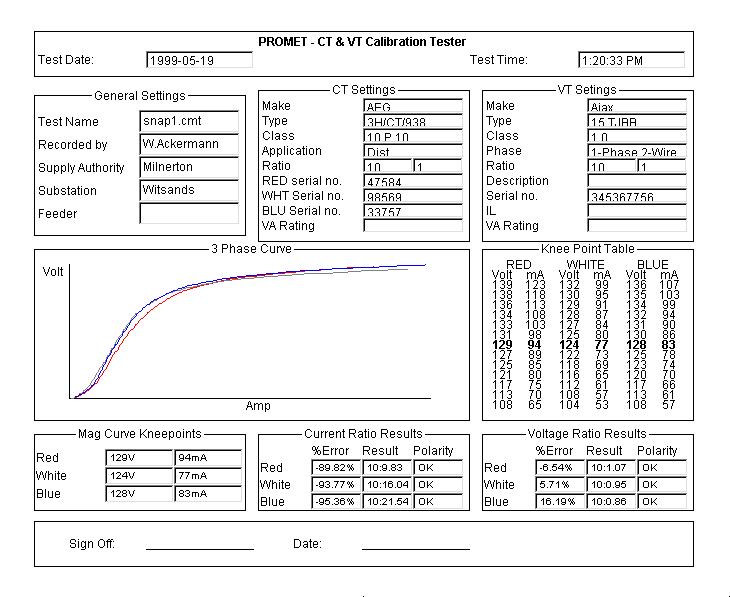 PROMET - CT & VT Calibration Tester
Test Date: 1999-05-19 Test Time: 1:20:33 PM
General Settings
Test Name snap1.cmt
Recorded by W.Ackermann
Supply Authority Milnerton
Substation Witsands
Feeder
CT Settings
Make AEG
Type 3H/CT/938
Class 10 P 10
Application Dist
Ratio 10 1
RED serial no. 47584
WHT Serial no. 98569
BLU Serial no. 33757
VA Rating
VT Settings
Make Ajax
Type
Class 1.0
Phase 1-Phase 2-Wire
Ratio 10 1
Description
Serial no. 345367756
IL
VA Rating
3 Phase Curve
Volt
Amp
Knee Point Table
RED WHITE BLUE
Volt mA Volt mA Volt mA
139 123 132 99 136 107
138 118 130 95 135 103
136 113 129 91 134 99
134 108 128 87 132 94
133 103 127 84 131 90
131 98 125 80 130 86
129 94 124 77 128 83
127 89 122 73 125 78
125 85 118 69 123 74
121 80 116 65 120 70
117 75 112 61 117 66
113 70 108 57 113 61
108 65 104 53 108 57
Mag Curve Kneepoints
Red 129V 94mA
White 124V 77mA
Blue 128V 83mA
Current Ratio Results
%Error Result Polarity
Red -89.82% 10:9.83 OK
White -93.77% 10:16.04 OK
Blue -95.36% 10:21.54 OK
Voltage Ratio Results
%Error Result Polarity
Red -6.54% 10:1.07 OK
White 5.71% 10:0.95 OK
Blue 16.19% 10:0.86 OK
Sign Off: Date: